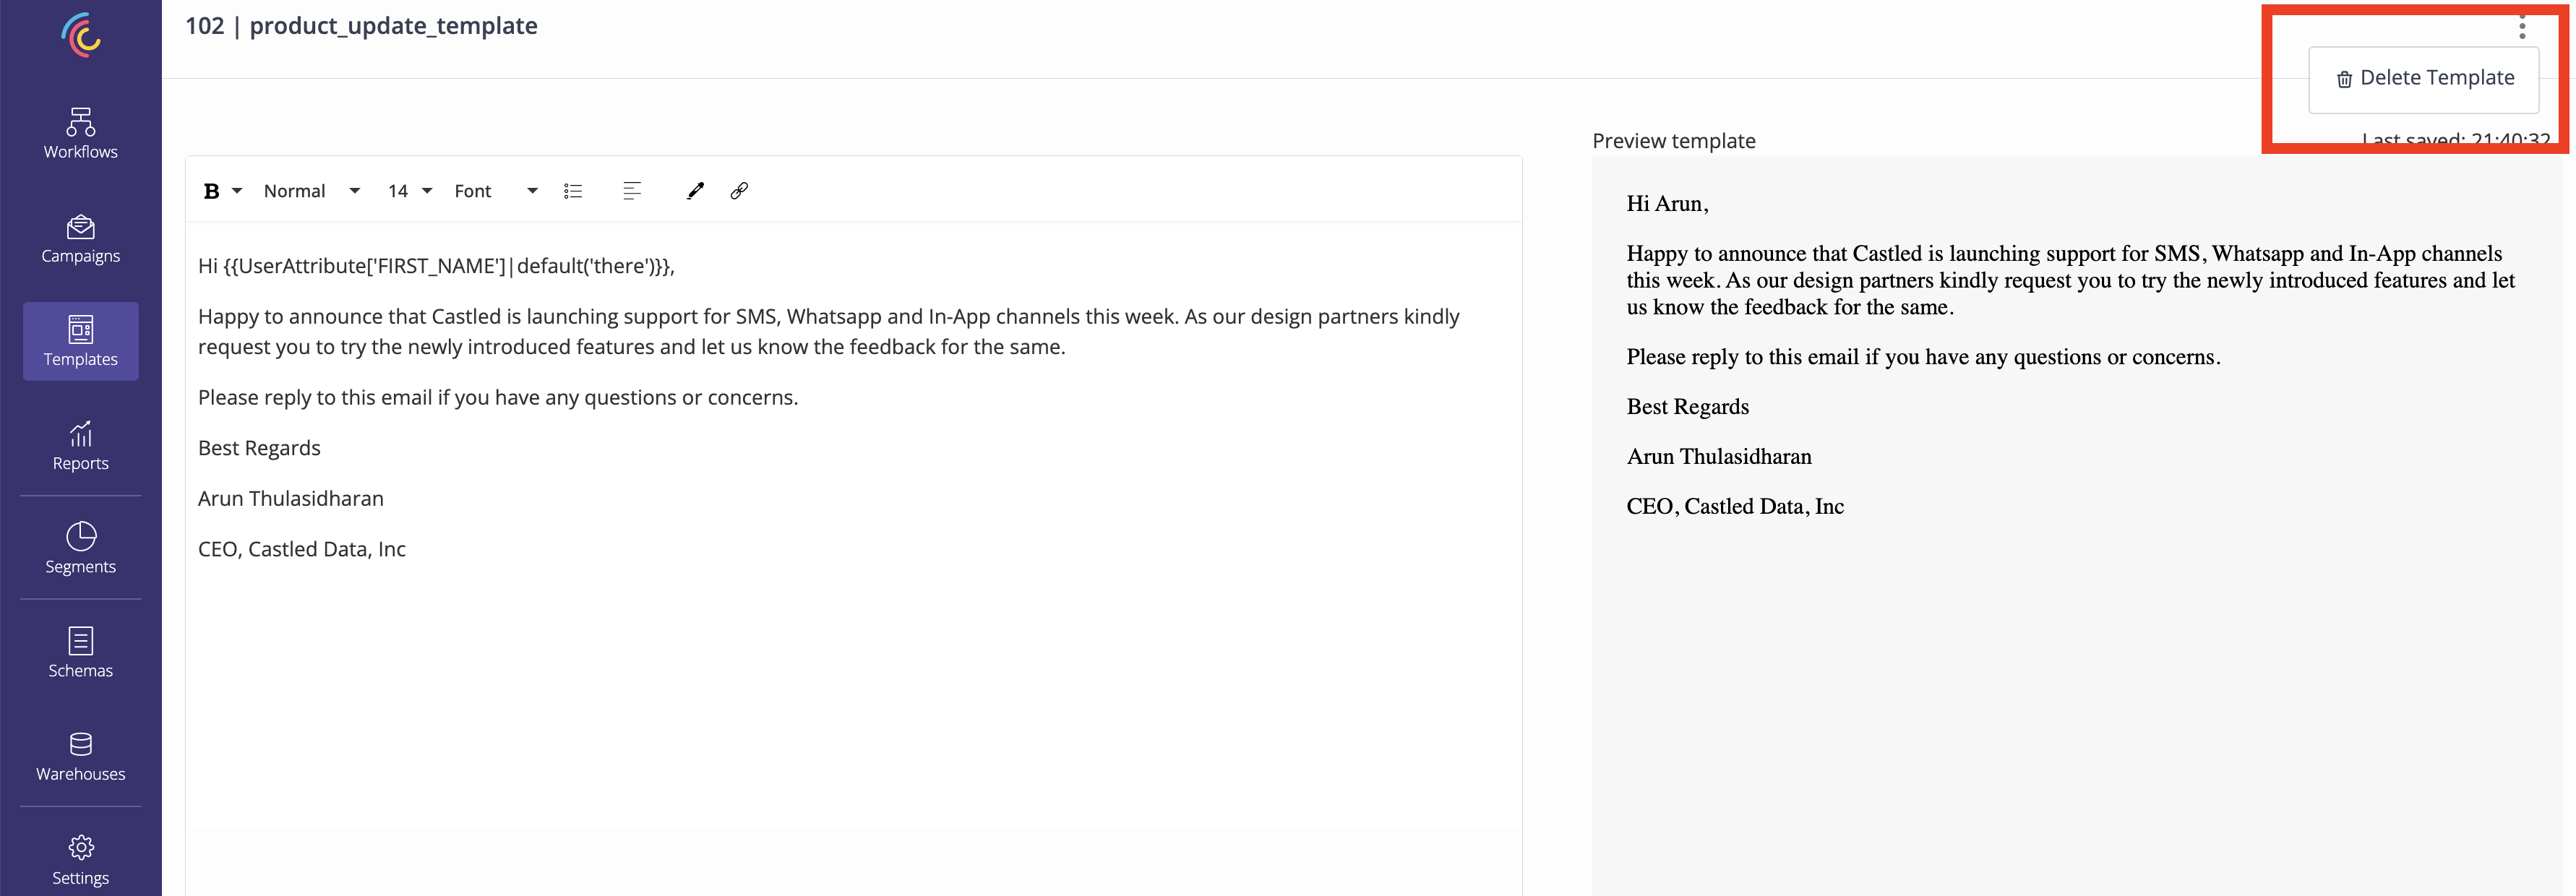 102 | product_update_template
Delete Template
Last saved: 21:40:32
Workflows
Campaigns
Templates
Reports
Segments
Schemas
Warehouses
Settings
B Normal 14 Font
Hi {{UserAttribute['FIRST_NAME']|default('there')}},
Happy to announce that Castled is launching support for SMS, Whatsapp and In-App channels this week. As our design partners kindly
request you to try the newly introduced features and let us know the feedback for the same.
Please reply to this email if you have any questions or concerns.
Best Regards
Arun Thulasidharan
CEO, Castled Data, Inc
Preview template
Hi Arun,
Happy to announce that Castled is launching support for SMS, Whatsapp and In-App channels
this week. As our design partners kindly request you to try the newly introduced features and let
us know the feedback for the same.
Please reply to this email if you have any questions or concerns.
Best Regards
Arun Thulasidharan
CEO, Castled Data, Inc